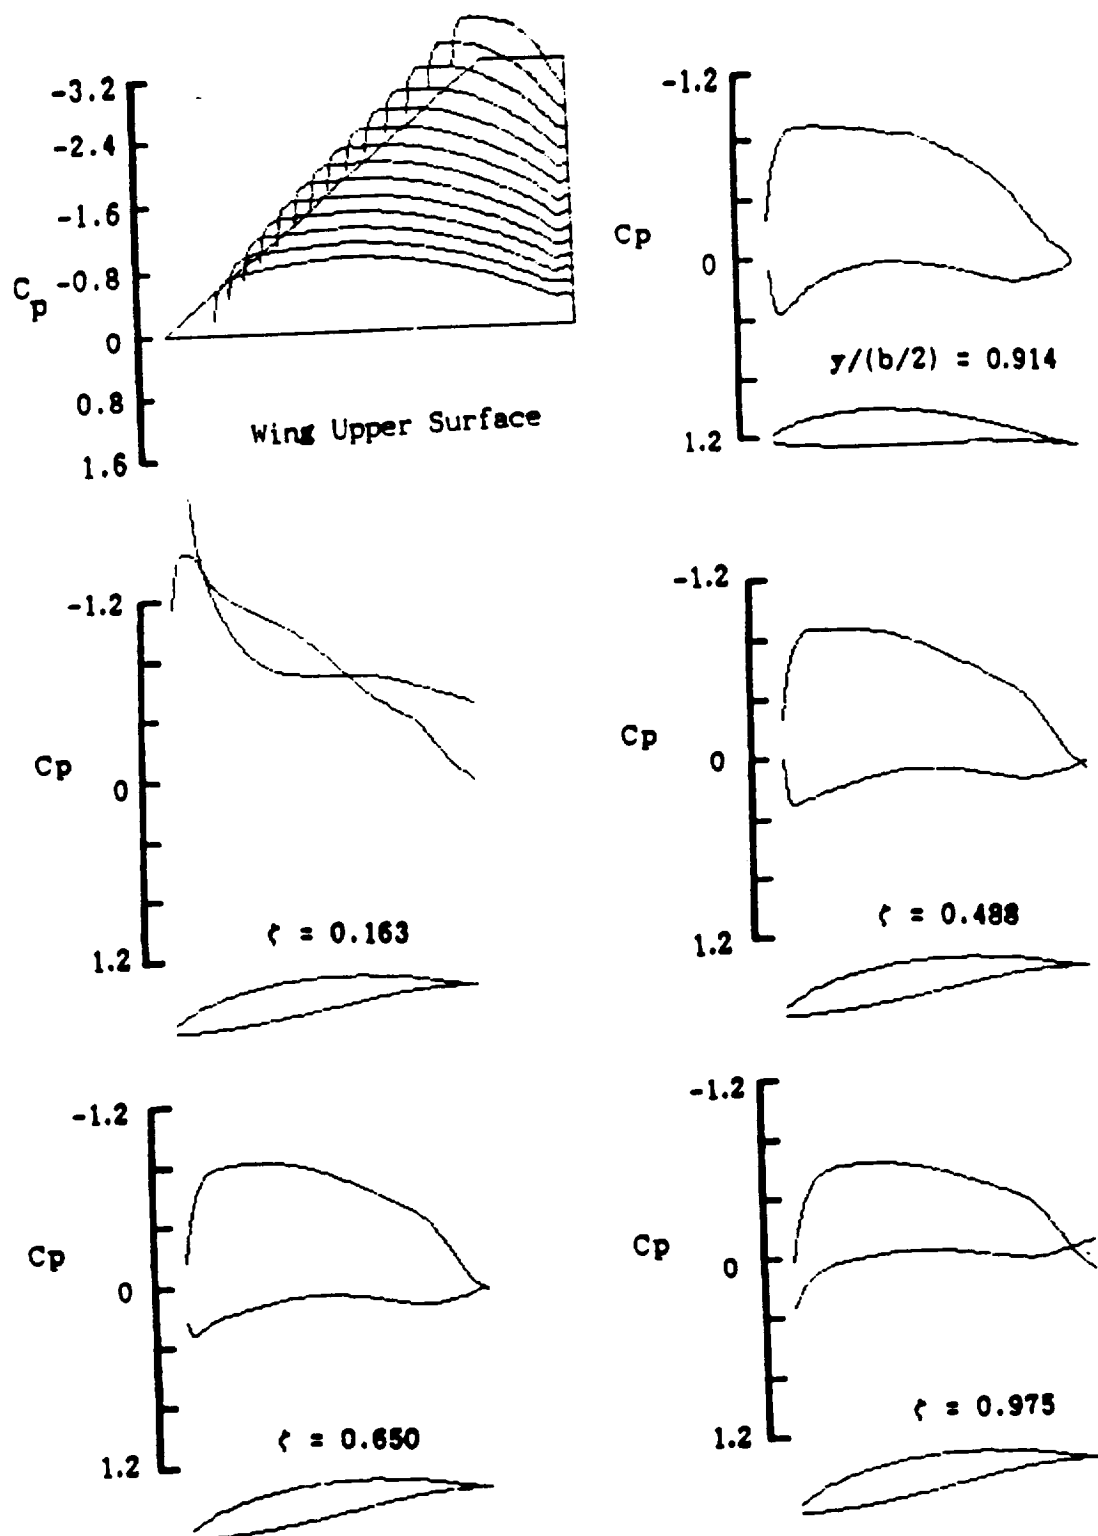 -3.2
-2.4
-1.6
-0.8
0
0.8
1.6
Cp
Wing Upper Surface
-1.2
0
1.2
Cp
y/(b/2) = 0.914
-1.2
0
1.2
Cp
ζ = 0.163
-1.2
0
1.2
Cp
ζ = 0.488
-1.2
0
1.2
Cp
ζ = 0.650
-1.2
0
1.2
Cp
ζ = 0.975